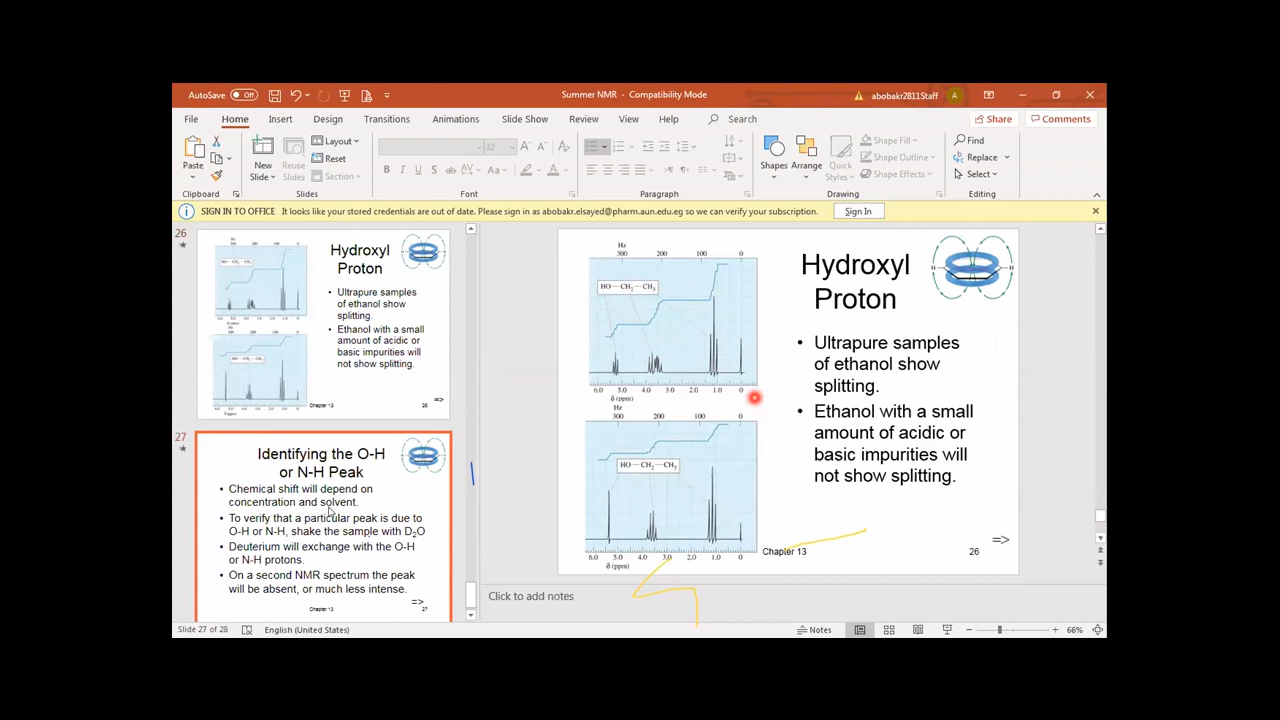 AutoSave Off
Summer NMR - Compatibility Mode
abobakr2811Staff A
File Home Insert Design Transitions Animations Slide Show Review View Help Search
Share Comments
Paste
New Slide
Reuse Slides
Layout
Reset
Section
32
Shapes
Arrange
Quick Styles
Shape Fill
Shape Outline
Shape Effects
Find
Replace
Select
Clipboard Slides Font Paragraph Drawing Editing
SIGN IN TO OFFICE It looks like your stored credentials are out of date. Please sign in as abobakr.elsayed@pharm.aun.edu.eg so we can verify your subscription. Sign In
26
Hydroxyl
Proton
• Ultrapure samples
of ethanol show
splitting.
• Ethanol with a small
amount of acidic or
basic impurities will
not show splitting.
Chapter 13
=>
27
Identifying the O-H
or N-H Peak
• Chemical shift will depend on
concentration and solvent.
• To verify that a particular peak is due to
O-H or N-H, shake the sample with D2O
• Deuterium will exchange with the O-H
or N-H protons.
• On a second NMR spectrum the peak
will be absent, or much less intense.
=>
Chapter 13 27
Hz
300 200 100 0
HO—CH2—CH3
6.0 5.0 4.0 3.0 2.0 1.0 0
δ (ppm)
Hz
300 200 100 0
HO—CH2—CH3
6.0 5.0 4.0 3.0 2.0 1.0 0
δ (ppm)
Hydroxyl
Proton
H H
• Ultrapure samples
of ethanol show
splitting.
• Ethanol with a small
amount of acidic or
basic impurities will
not show splitting.
=>
Chapter 13 26
Click to add notes
Slide 27 of 28 English (United States) Notes 66%